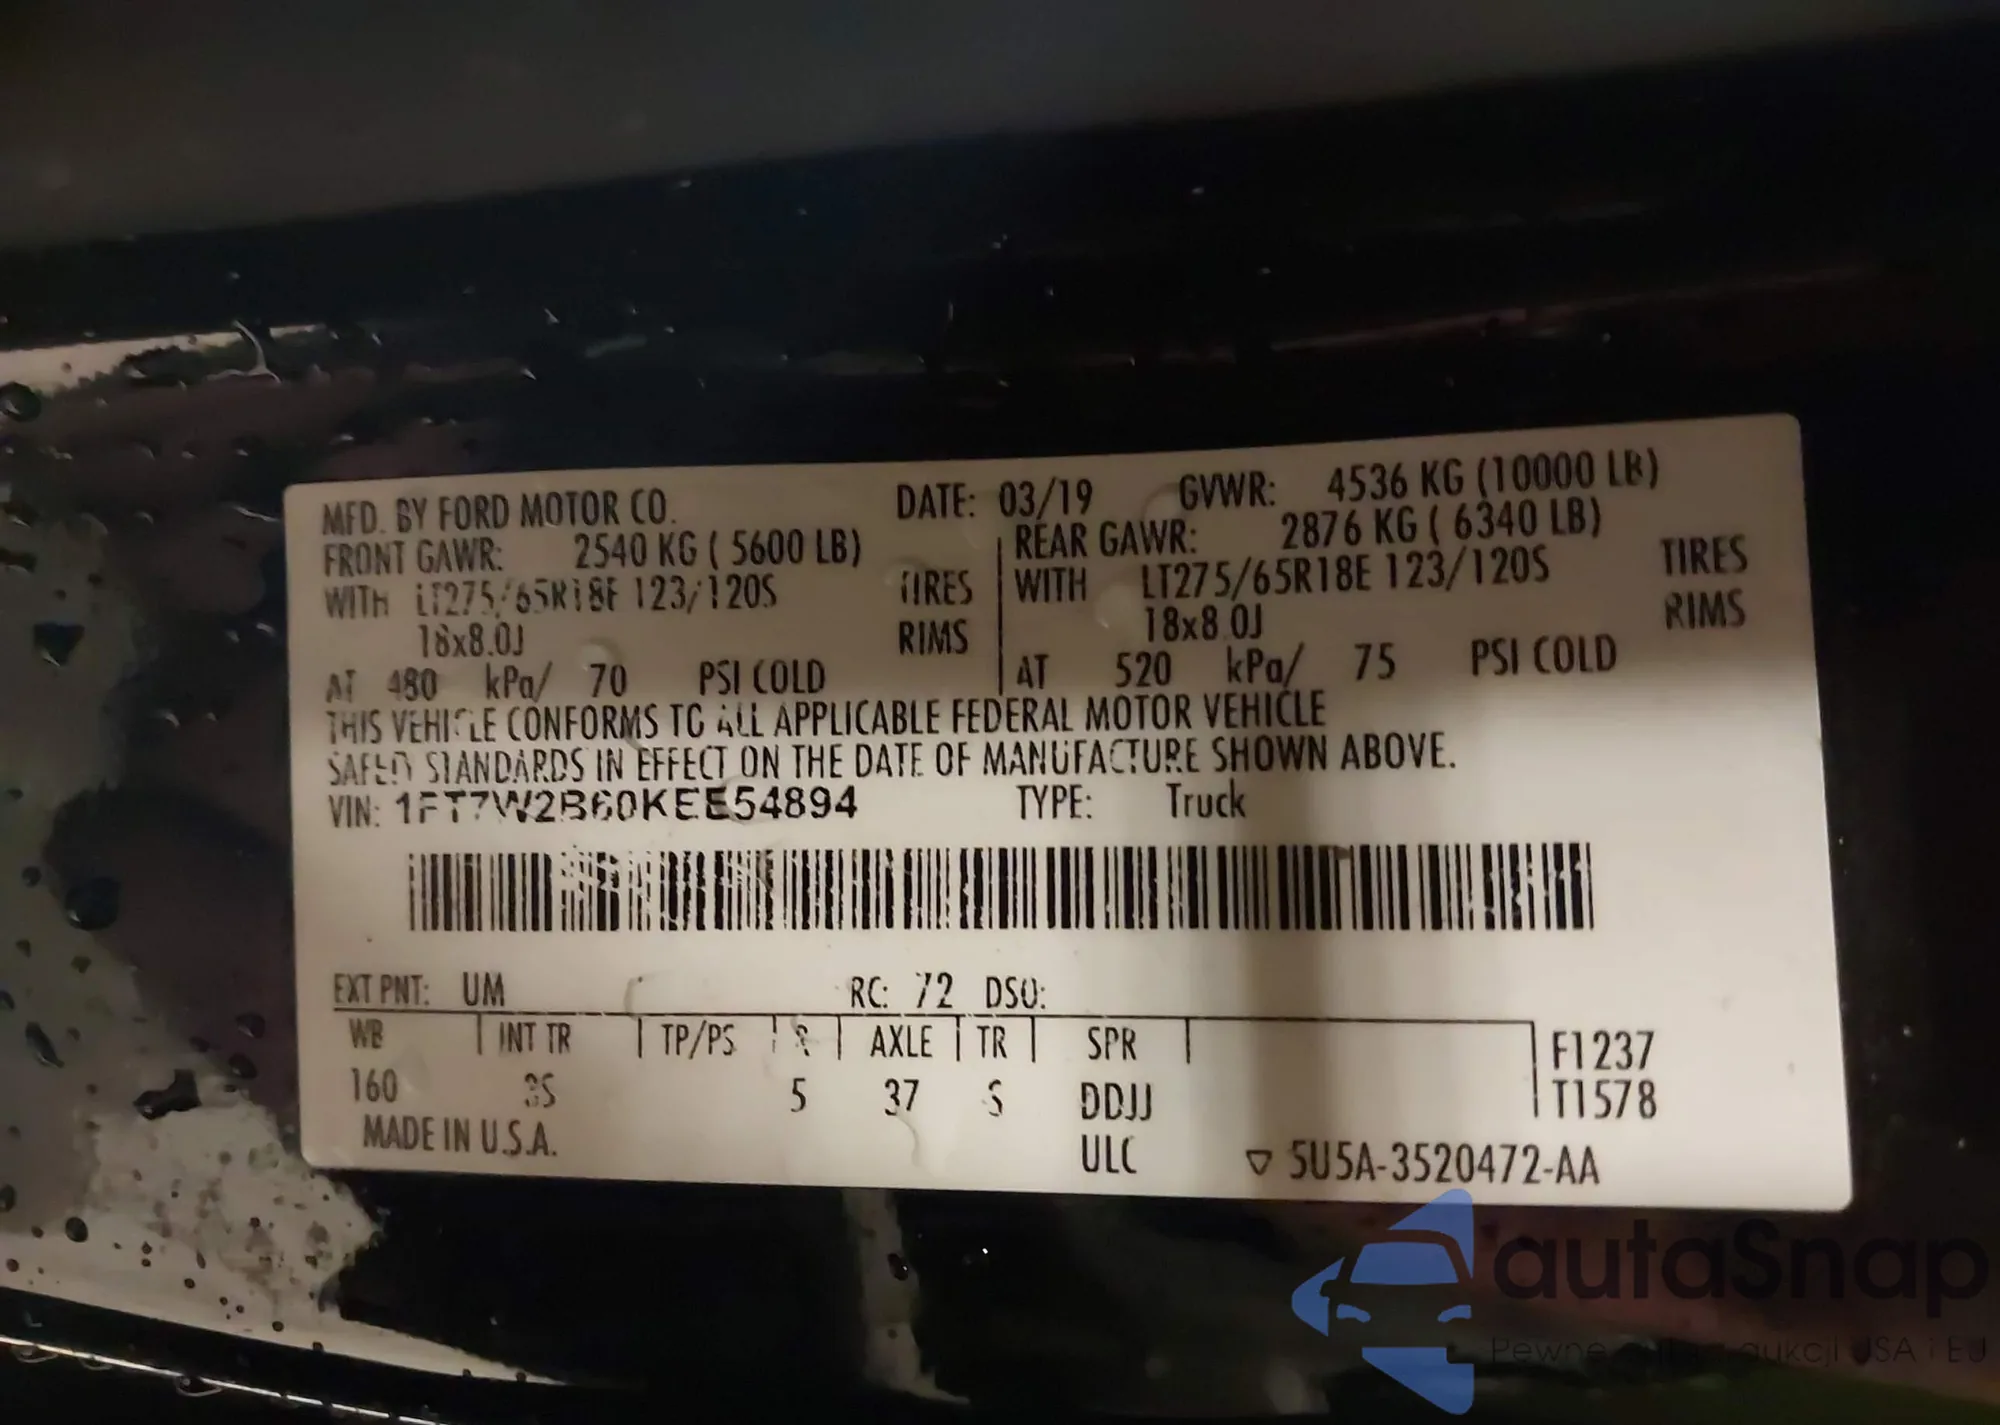 MFD. BY FORD MOTOR CO. DATE: 03/19 GVWR: 4536 KG (10000 LB)
FRONT GAWR: 2540 KG ( 5600 LB) REAR GAWR: 2876 KG ( 6340 LB)
WITH LT275/65R18E 123/120S TIRES WITH LT275/65R18E 123/120S TIRES
18x8.0J RIMS 18x8.0J RIMS
AT 480 kPa/ 70 PSI COLD AT 520 kPa/ 75 PSI COLD
THIS VEHICLE CONFORMS TO ALL APPLICABLE FEDERAL MOTOR VEHICLE
SAFETY STANDARDS IN EFFECT ON THE DATE OF MANUFACTURE SHOWN ABOVE.
VIN: 1FT7W2B60KEE54894 TYPE: Truck
EXT PNT: UM RC: 72 DSO:
WB INT TR TP/PS R AXLE TR SPR F1237
160 3S 5 37 S DDJJ T1578
MADE IN U.S.A. ULC 5U5A-3520472-AA
autaSnap
Pewne aukcji USA i EU